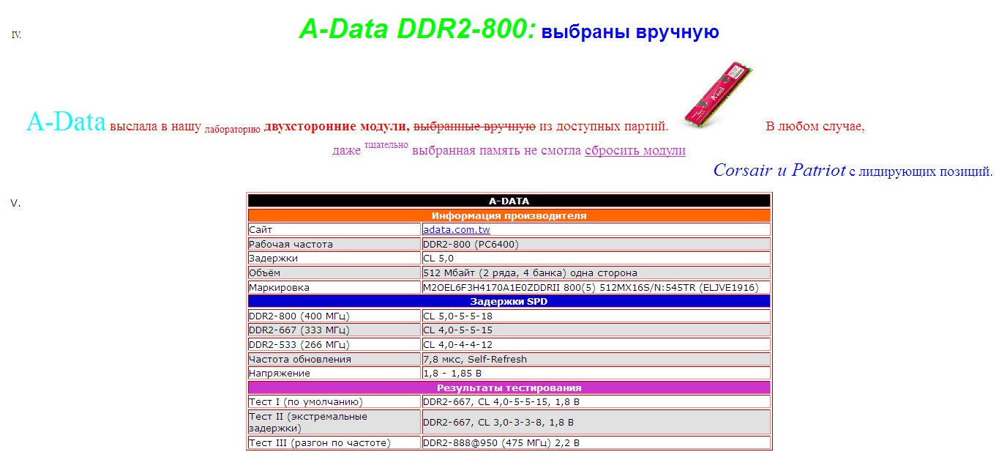 IV.
A-Data DDR2-800: выбраны вручную
A-Data выслала в нашу лабораторию двухсторонние модули, выбранные вручную из доступных партий. В любом случае,
даже тщательно выбранная память не смогла сбросить модули
Corsair и Patriot с лидирующих позиций.
V.
A-DATA
Информация производителя
Сайт adata.com.tw
Рабочая частота DDR2-800 (PC6400)
Задержки CL 5,0
Объём 512 Мбайт (2 ряда, 4 банка) одна сторона
Маркировка M2OEL6F3H4170A1E0ZDDRII 800(5) 512MX16S/N:545TR (ELJVE1916)
Задержки SPD
DDR2-800 (400 МГц) CL 5,0-5-5-18
DDR2-667 (333 МГц) CL 4,0-5-5-15
DDR2-533 (266 МГц) CL 4,0-4-4-12
Частота обновления 7,8 мкс, Self-Refresh
Напряжение 1,8 - 1,85 В
Результаты тестирования
Тест I (по умолчанию) DDR2-667, CL 4,0-5-5-15, 1,8 В
Тест II (экстремальные
задержки) DDR2-667, CL 3,0-3-3-8, 1,8 В
Тест III (разгон по частоте) DDR2-888@950 (475 МГц) 2,2 В